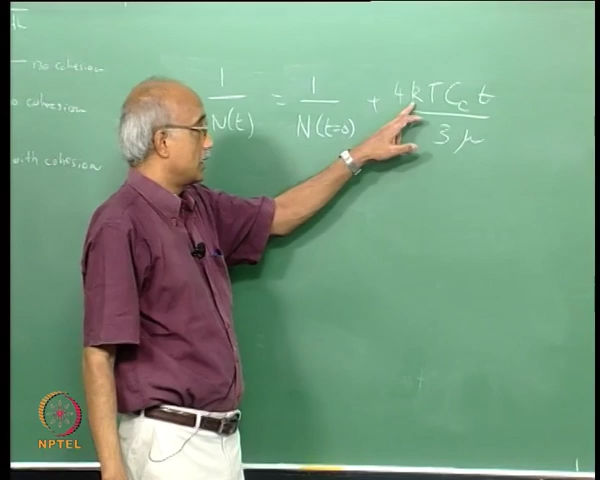 no cohesion
cohesion
with cohesion
1/N(t) = 1/N(t=0) + 4kTC_c t/3μ
NPTEL